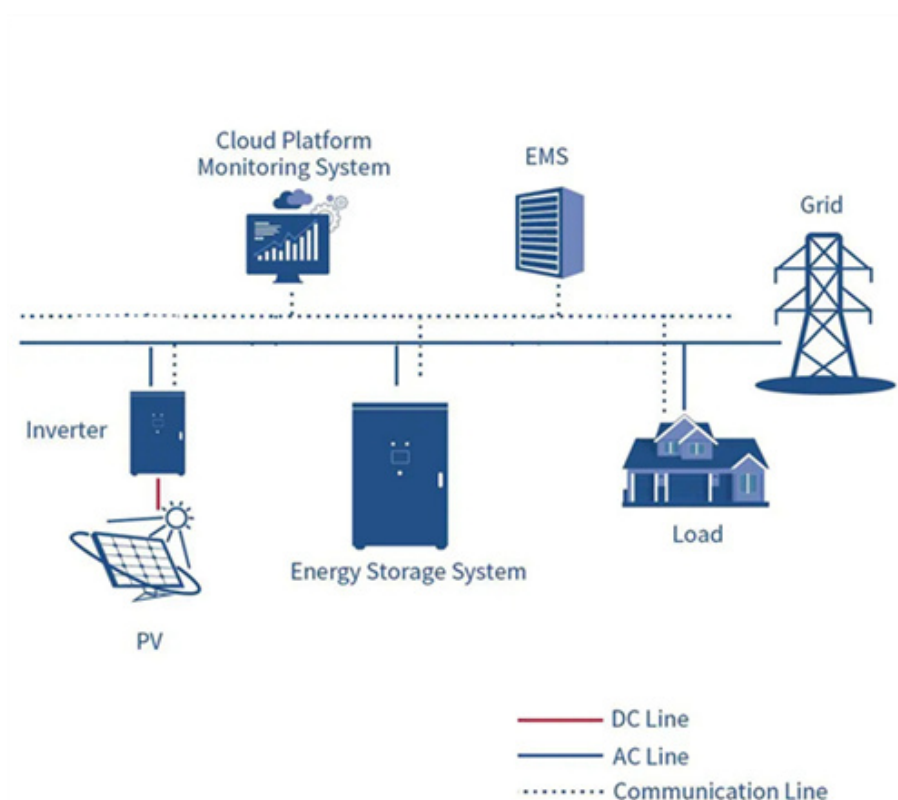 Cloud Platform
Monitoring System
EMS
Grid
Inverter
Energy Storage System
Load
PV
DC Line
AC Line
Communication Line